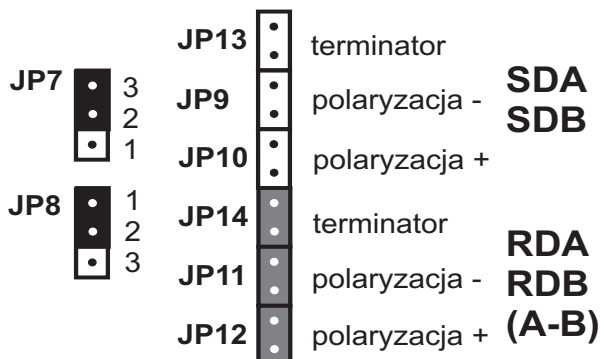 JP7
3
2
1
JP8
1
2
3
JP13 terminator
JP9 polaryzacja -
JP10 polaryzacja +
SDA
SDB
JP14 terminator
JP11 polaryzacja -
JP12 polaryzacja +
RDA
RDB
(A-B)